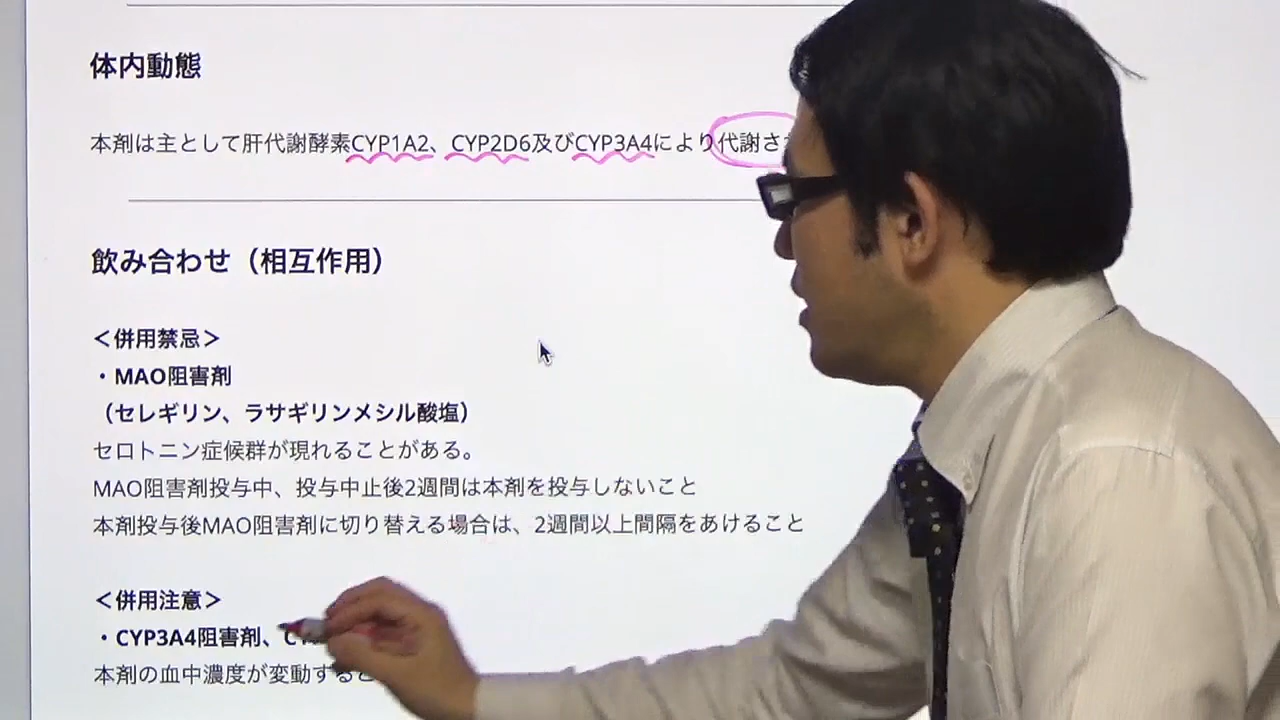 体内動態
本剤は主として肝代謝酵素CYP1A2、CYP2D6及びCYP3A4により代謝さ
飲み合わせ（相互作用）
＜併用禁忌＞
・MAO阻害剤
（セレギリン、ラサギリンメシル酸塩）
セロトニン症候群が現れることがある。
MAO阻害剤投与中、投与中止後2週間は本剤を投与しないこと
本剤投与後MAO阻害剤に切り替える場合は、2週間以上間隔をあけること
＜併用注意＞
・CYP3A4阻害剤、
本剤の血中濃度が変動する